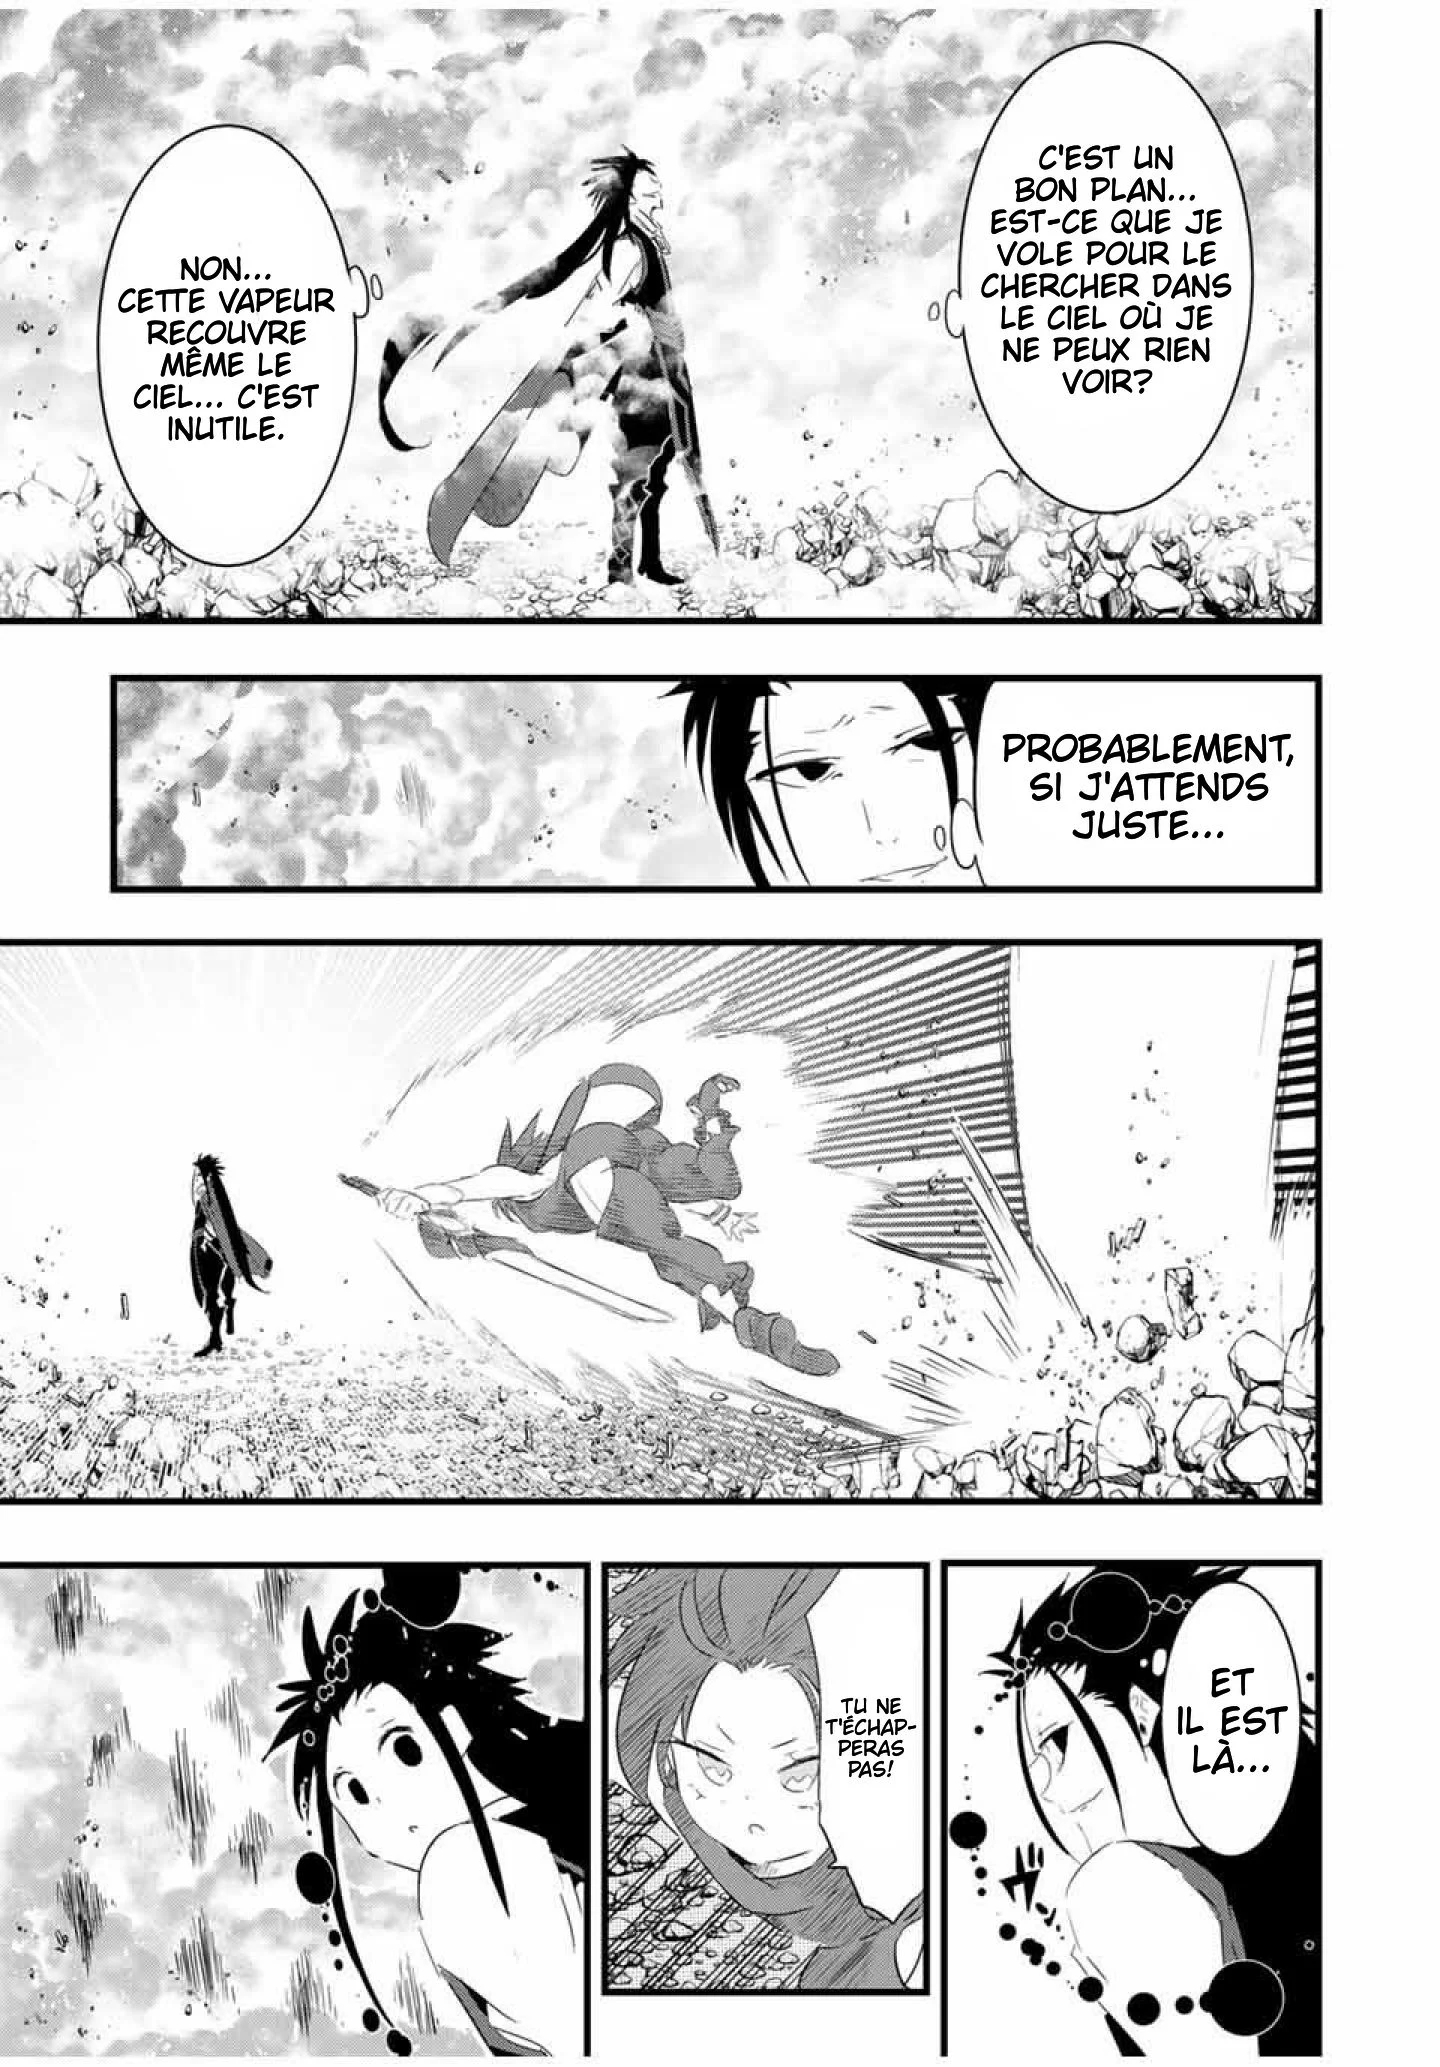 C'EST UN
BON PLAN...
EST-CE QUE JE
VOLE POUR LE
CHERCHER DANS
LE CIEL OÙ JE
NE PEUX RIEN
VOIR?
NON...
CETTE VAPEUR
RECOUVRE
MÊME LE
CIEL... C'EST
INUTILE.
PROBABLEMENT,
SI J'ATTENDS
JUSTE...
ET
IL EST
LÀ...
TU NE
T'ÉCHAP-
PERAS
PAS!